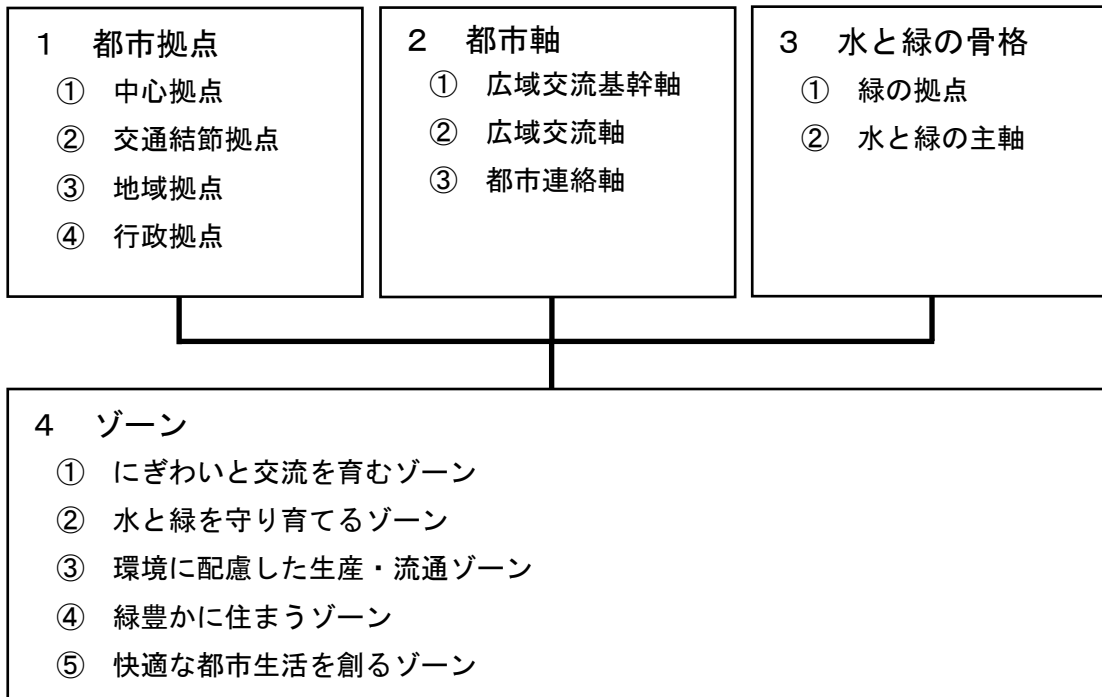 １　都市拠点
①　中心拠点
②　交通結節拠点
③　地域拠点
④　行政拠点
２　都市軸
①　広域交流基幹軸
②　広域交流軸
③　都市連絡軸
３　水と緑の骨格
①　緑の拠点
②　水と緑の主軸
４　ゾーン
①　にぎわいと交流を育むゾーン
②　水と緑を守り育てるゾーン
③　環境に配慮した生産・流通ゾーン
④　緑豊かに住まうゾーン
⑤　快適な都市生活を創るゾーン